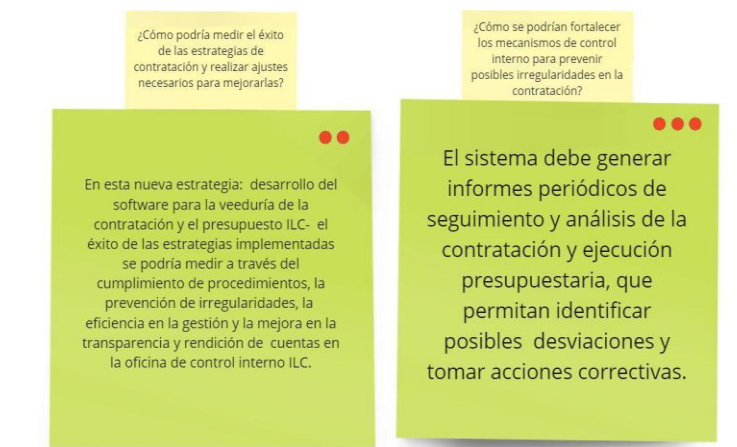 ¿Cómo podría medir el éxito
de las estrategias de
contratación y realizar ajustes
necesarios para mejorarlas?
En esta nueva estrategia: desarrollo del
software para la veeduría de la
contratación y el presupuesto ILC- el
éxito de las estrategias implementadas
se podría medir a través del
cumplimiento de procedimientos, la
prevención de irregularidades, la
eficiencia en la gestión y la mejora en la
transparencia y rendición de cuentas en
la oficina de control interno ILC.
¿Cómo se podrían fortalecer
los mecanismos de control
interno para prevenir
posibles irregularidades en la
contratación?
El sistema debe generar
informes periódicos de
seguimiento y análisis de la
contratación y ejecución
presupuestaria, que
permitan identificar
posibles desviaciones y
tomar acciones correctivas.